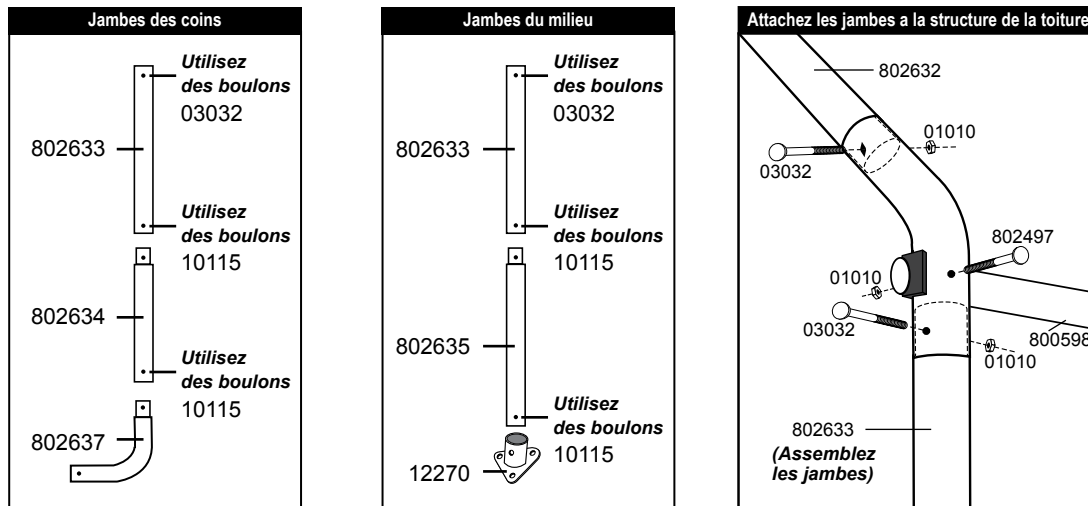 Jambes des coins
Utilisez
des boulons
03032
802633
Utilisez
des boulons
10115
802634
Utilisez
des boulons
10115
802637
Jambes du milieu
Utilisez
des boulons
03032
802633
Utilisez
des boulons
10115
802635
Utilisez
des boulons
10115
12270
Attachez les jambes a la structure de la toiture
802632
01010
03032
802497
01010
03032
800598
01010
802633
(Assemblez
les jambes)